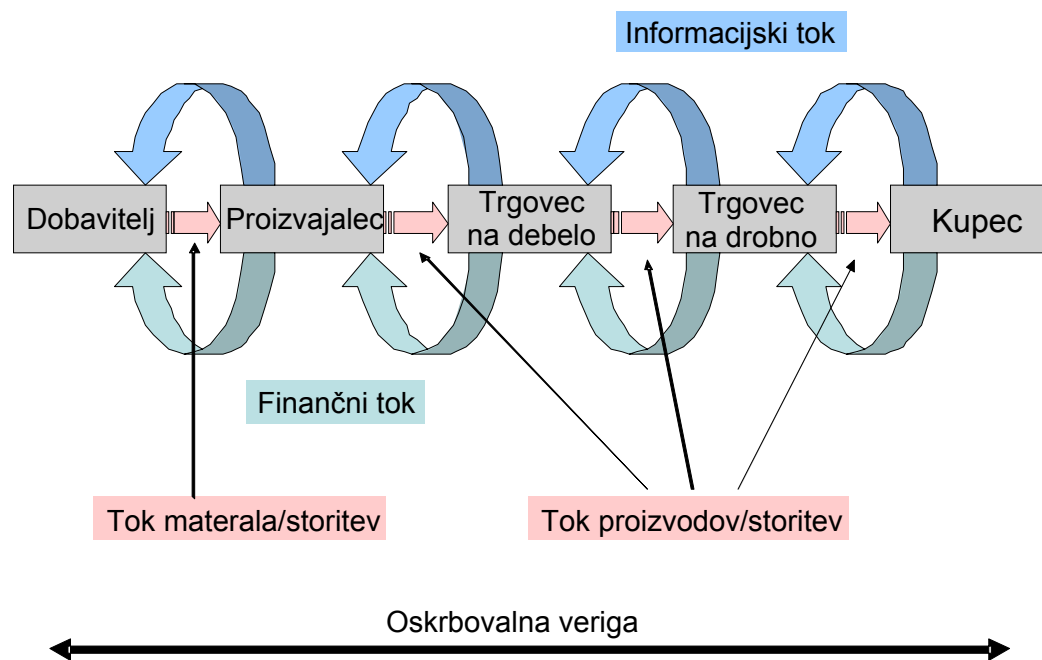 Informacijski tok
Dobavitelj
Proizvajalec
Trgovec
na debelo
Trgovec
na drobno
Kupec
Finančni tok
Tok materala/storitev
Tok proizvodov/storitev
Oskrbovalna veriga